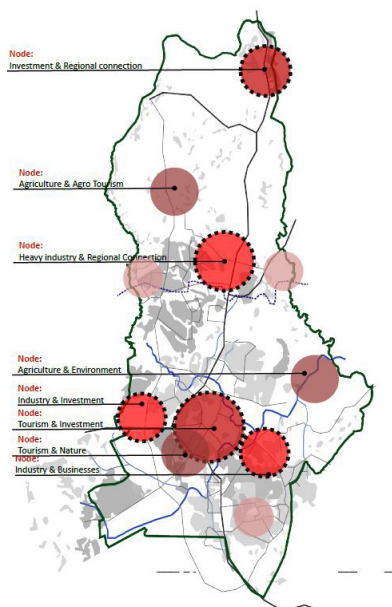 Node:
Investment & Regional connection
Node:
Agriculture & Agro Tourism
Node:
Heavy industry & Regional Connection
Node:
Agriculture & Environment
Node:
Industry & Investment
Node:
Tourism & Investment
Node:
Tourism & Nature
Node:
Industry & Businesses